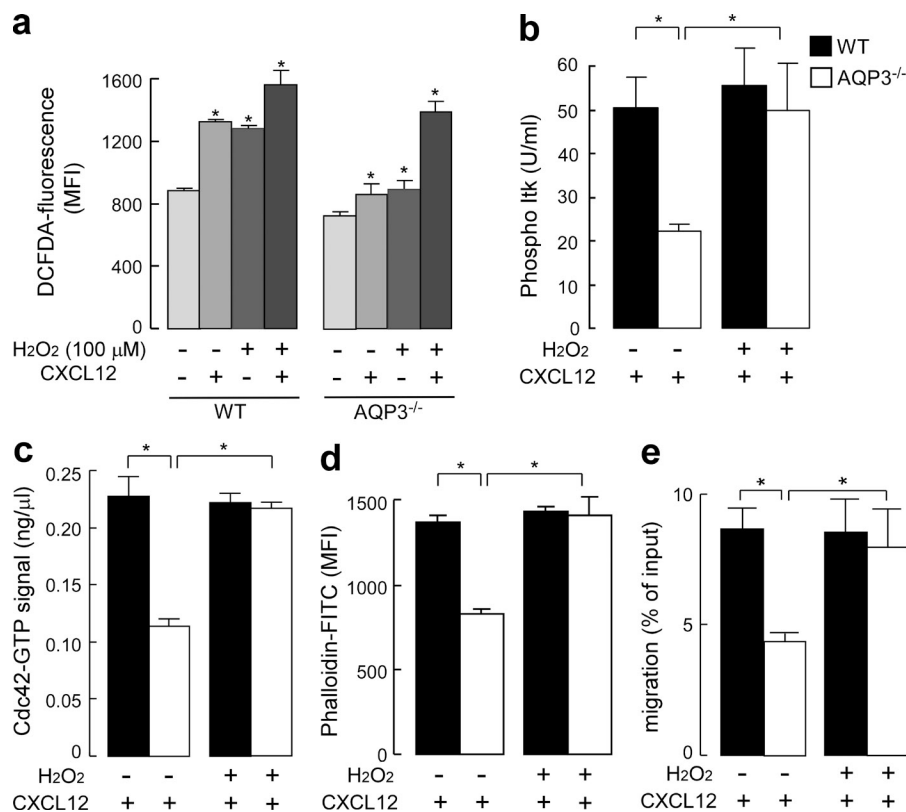 a
DCFDA-fluorescence
(MFI)
1600
1200
800
400
0
* * * * * *
H2O2 (100 μM) - - + + - - + +
CXCL12 - + - + - + - +
WT AQP3-/-
b
WT
AQP3-/-
* *
Phospho Itk (U/ml)
60
50
40
30
20
10
0
H2O2 - - + +
CXCL12 + + + +
c
* *
Cdc42-GTP signal (ng/μl)
0.25
0.20
0.15
0.10
0.05
0
H2O2 - - + +
CXCL12 + + + +
d
* *
Phalloidin-FITC (MFI)
1500
1000
500
0
H2O2 - - + +
CXCL12 + + + +
e
* *
migration (% of input)
10
5
0
H2O2 - - + +
CXCL12 + + + +